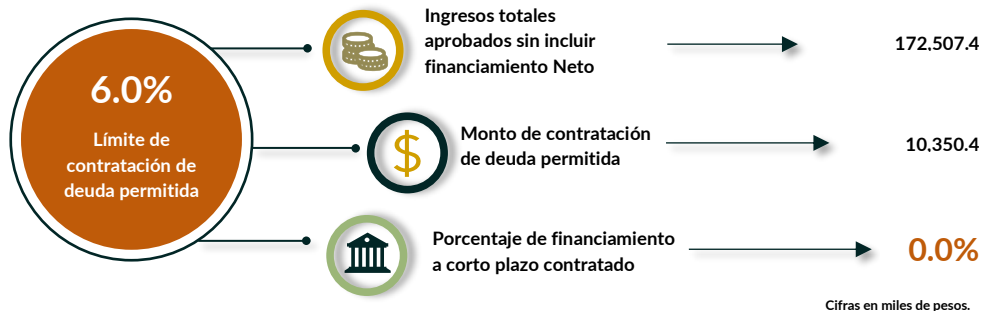 6.0%
Límite de
contratación de
deuda permitida
Ingresos totales
aprobados sin incluir
financiamiento Neto
172,507.4
$
Monto de contratación
de deuda permitida
10,350.4
Porcentaje de financiamiento
a corto plazo contratado
0.0%
Cifras en miles de pesos.